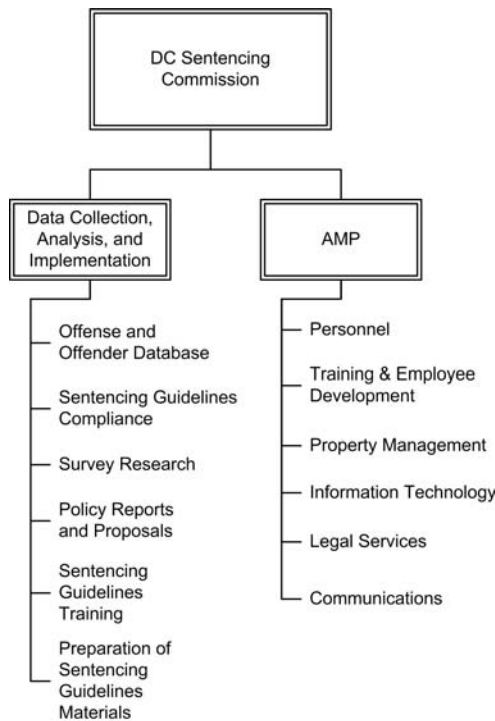 DC Sentencing
Commission
Data Collection,
Analysis, and
Implementation
Offense and
Offender Database
Sentencing Guidelines
Compliance
Survey Research
Policy Reports
and Proposals
Sentencing
Guidelines
Training
Preparation of
Sentencing
Guidelines
Materials
AMP
Personnel
Training & Employee
Development
Property Management
Information Technology
Legal Services
Communications